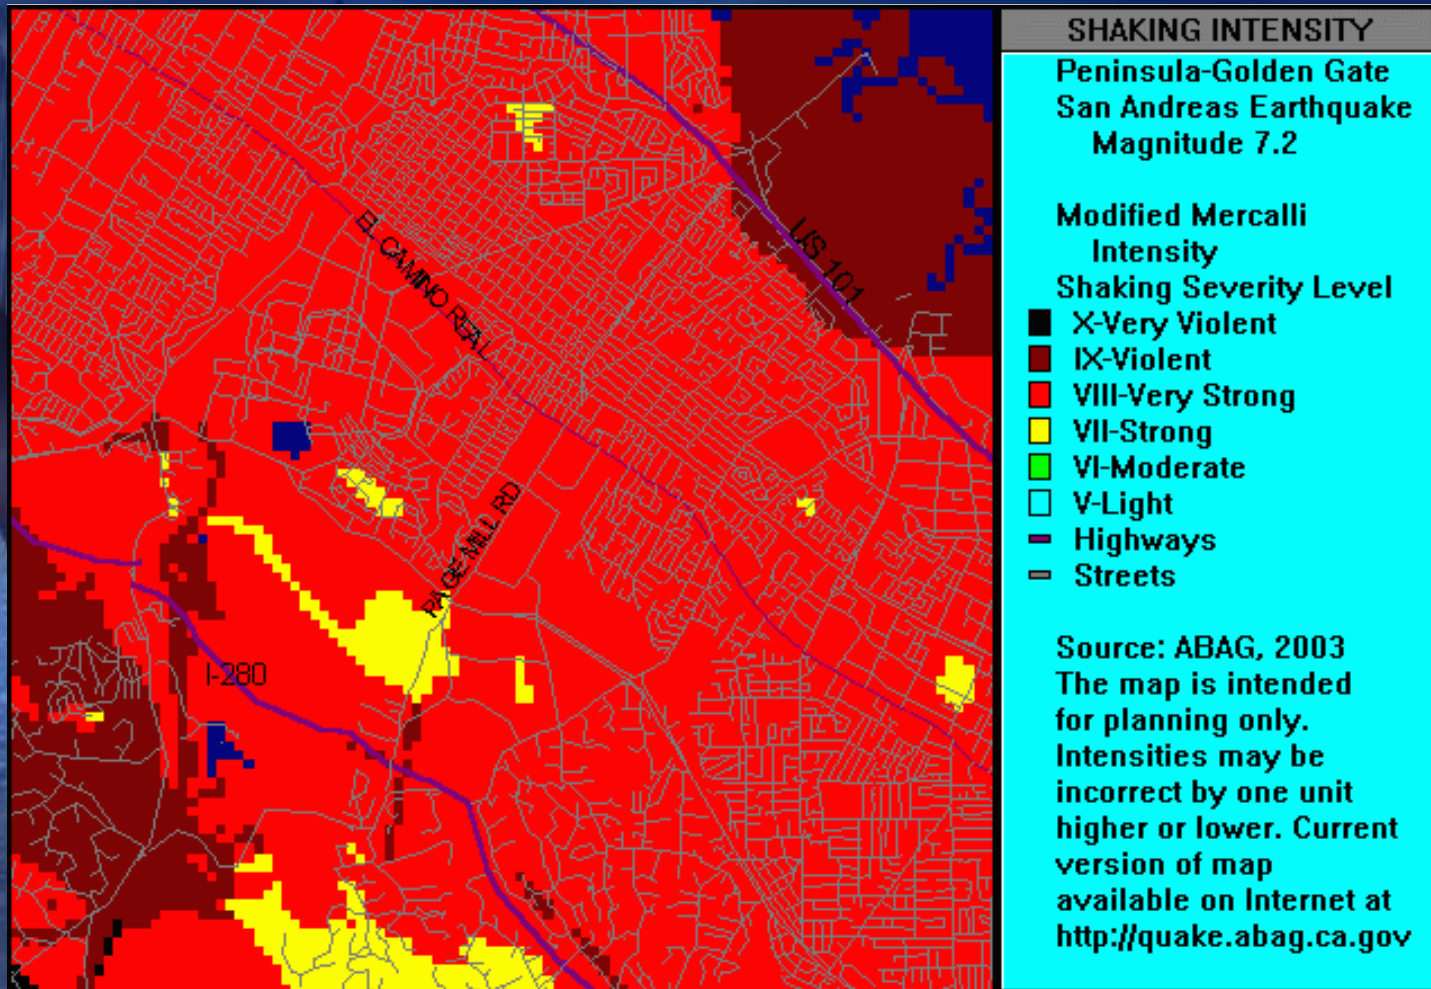 SHAKING INTENSITY
Peninsula-Golden Gate
San Andreas Earthquake
Magnitude 7.2
Modified Mercalli
Intensity
Shaking Severity Level
X-Very Violent
IX-Violent
VIII-Very Strong
VII-Strong
VI-Moderate
V-Light
Highways
Streets
Source: ABAG, 2003
The map is intended
for planning only.
Intensities may be
incorrect by one unit
higher or lower. Current
version of map
available on Internet at
http://quake.abag.ca.gov
US 101
EL CAMINO REAL
PAGE MILL RD
I-280